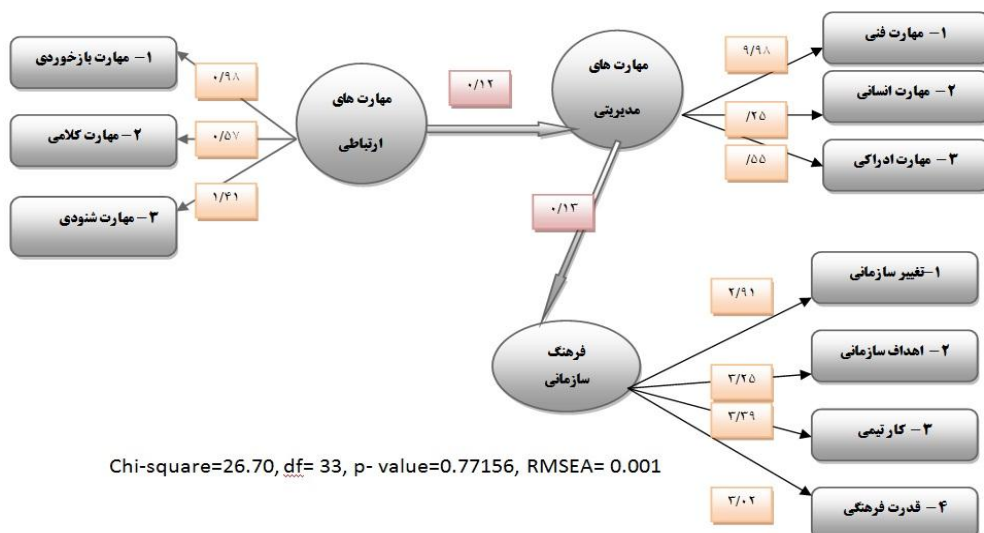 ۱- مهارت بازخوردی
۰/۹۸
۲- مهارت کلامی
۰/۵۷
۳- مهارت شنودی
۱/۴۱
مهارت های
ارتباطی
۰/۱۲
مهارت های
مدیریتی
۹/۹۸
۱- مهارت فنی
/۲۵
۲- مهارت انسانی
/۵۵
۳- مهارت ادراکی
۰/۱۳
فرهنگ
سازمانی
۲/۹۱
۱- تغییر سازمانی
۳/۲۵
۲- اهداف سازمانی
۳/۳۹
۳- کار تیمی
۳/۰۲
۴- قدرت فرهنگی
Chi-square=26.70, df= 33, p- value=0.77156, RMSEA= 0.001